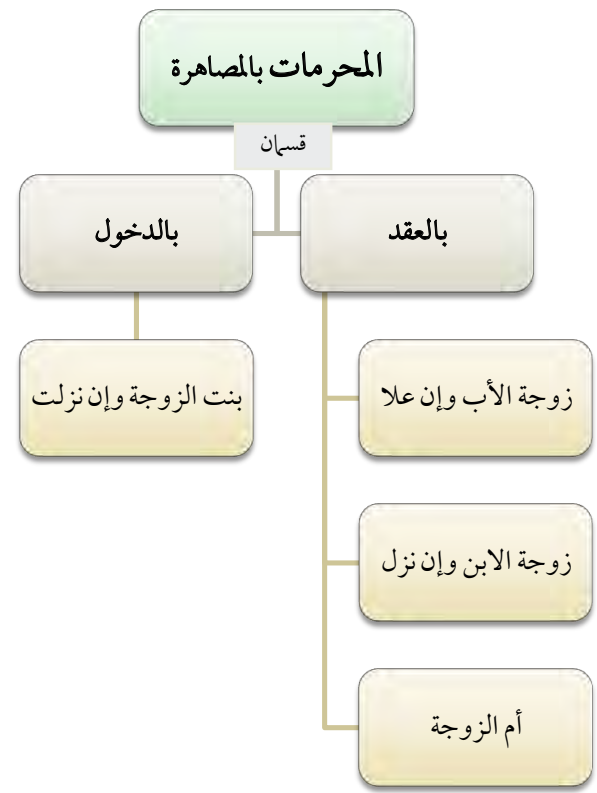 المحرمات بالمصاهرة
قسمان
بالعقد
زوجة الأب وإن علا
زوجة الابن وإن نزل
أم الزوجة
بالدخول
بنت الزوجة وإن نزلت